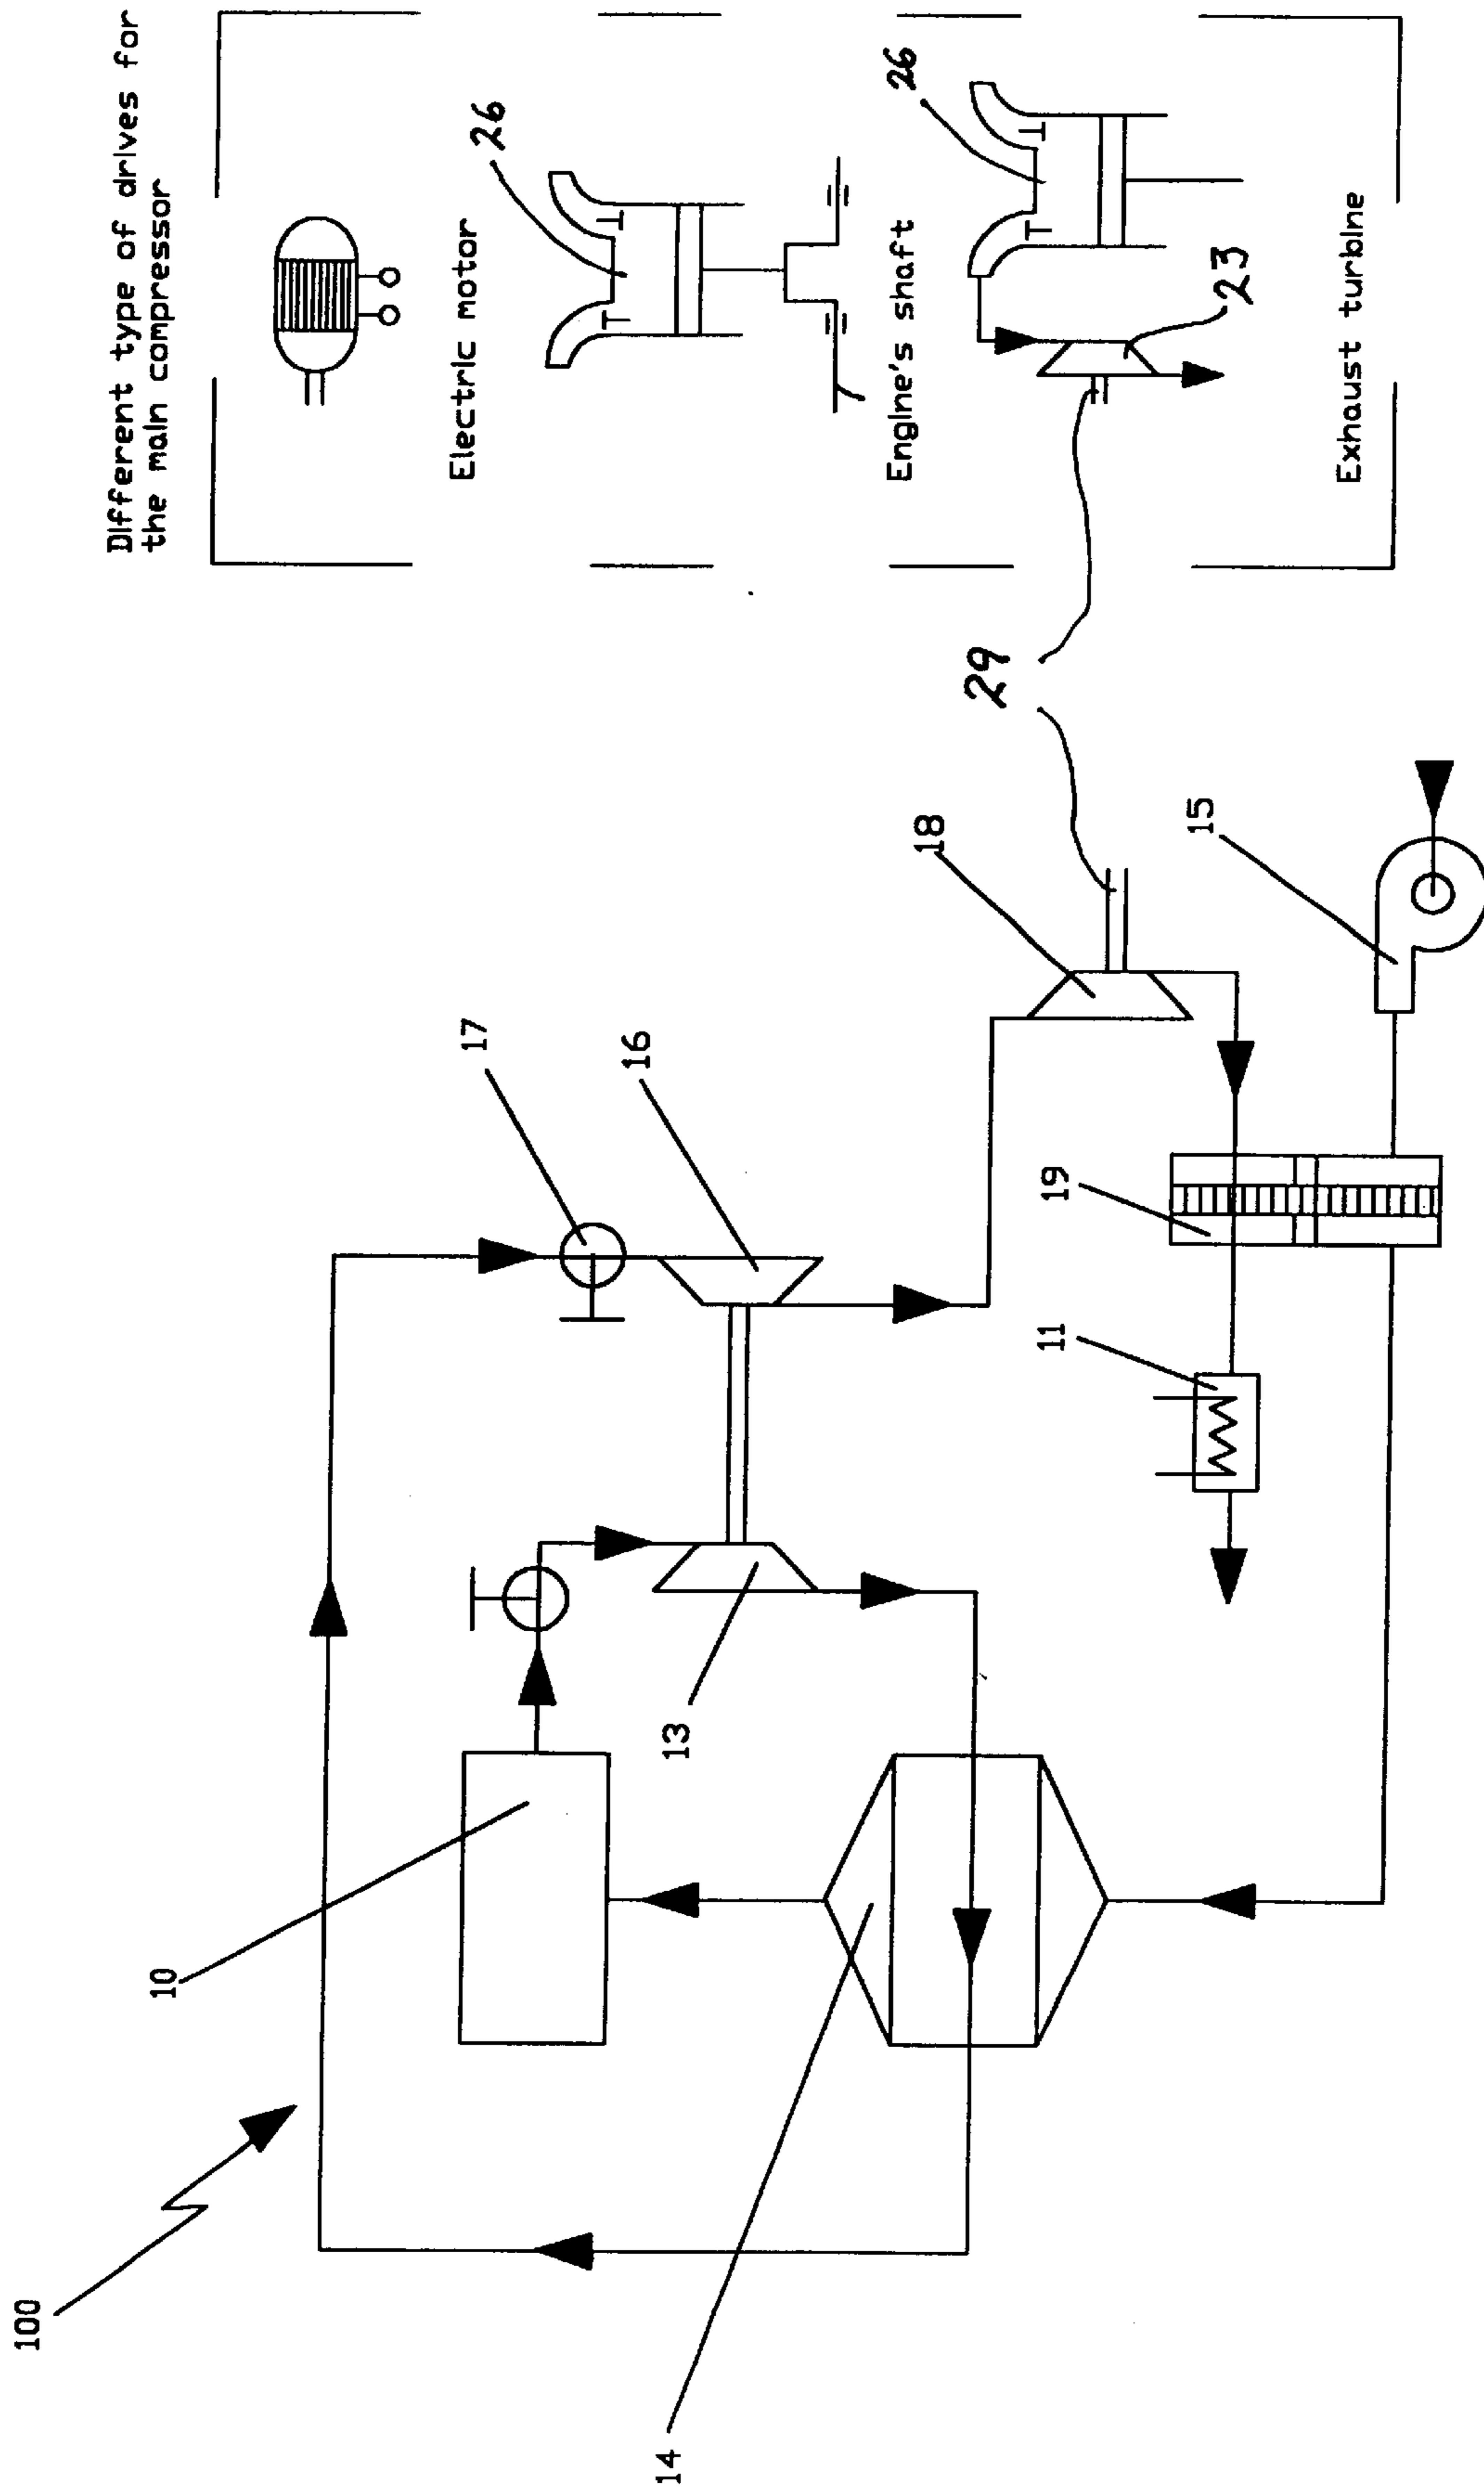 Different type of drives for
the main compressor
Electric motor
26
Engine's shaft
26
23
Exhaust turbine
29
18
15
17
16
19
11
13
10
14
100